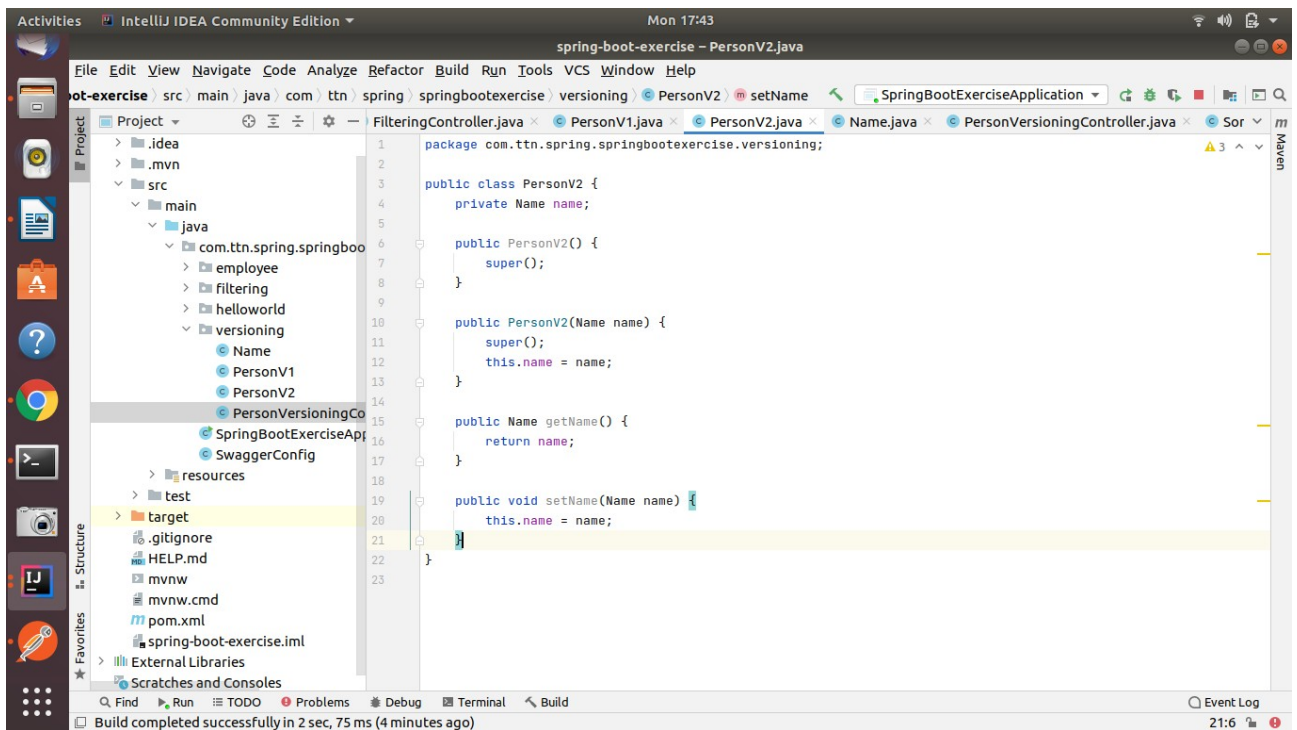 Activities IntelliJ IDEA Community Edition Mon 17:43
spring-boot-exercise – PersonV2.java
File Edit View Navigate Code Analyze Refactor Build Run Tools VCS Window Help
ot-exercise src main java com ttn spring springbootexercise versioning PersonV2 setName SpringBootExerciseApplication
Project FilteringController.java PersonV1.java PersonV2.java Name.java PersonVersioningController.java Sor
Project
Maven
.idea
.mvn
src
main
java
com.ttn.spring.springboo
employee
filtering
helloworld
versioning
Name
PersonV1
PersonV2
PersonVersioningCo
SpringBootExerciseApp
SwaggerConfig
resources
test
target
.gitignore
HELP.md
mvnw
mvnw.cmd
pom.xml
spring-boot-exercise.iml
External Libraries
Scratches and Consoles
Structure
Favorites
1 package com.ttn.spring.springbootexercise.versioning; 3
2
3 public class PersonV2 {
4 private Name name;
5
6 public PersonV2() {
7 super();
8 }
9
10 public PersonV2(Name name) {
11 super();
12 this.name = name;
13 }
14
15 public Name getName() {
16 return name;
17 }
18
19 public void setName(Name name) {
20 this.name = name;
21 }
22 }
23
Find Run TODO Problems Debug Terminal Build Event Log
Build completed successfully in 2 sec, 75 ms (4 minutes ago) 21:6